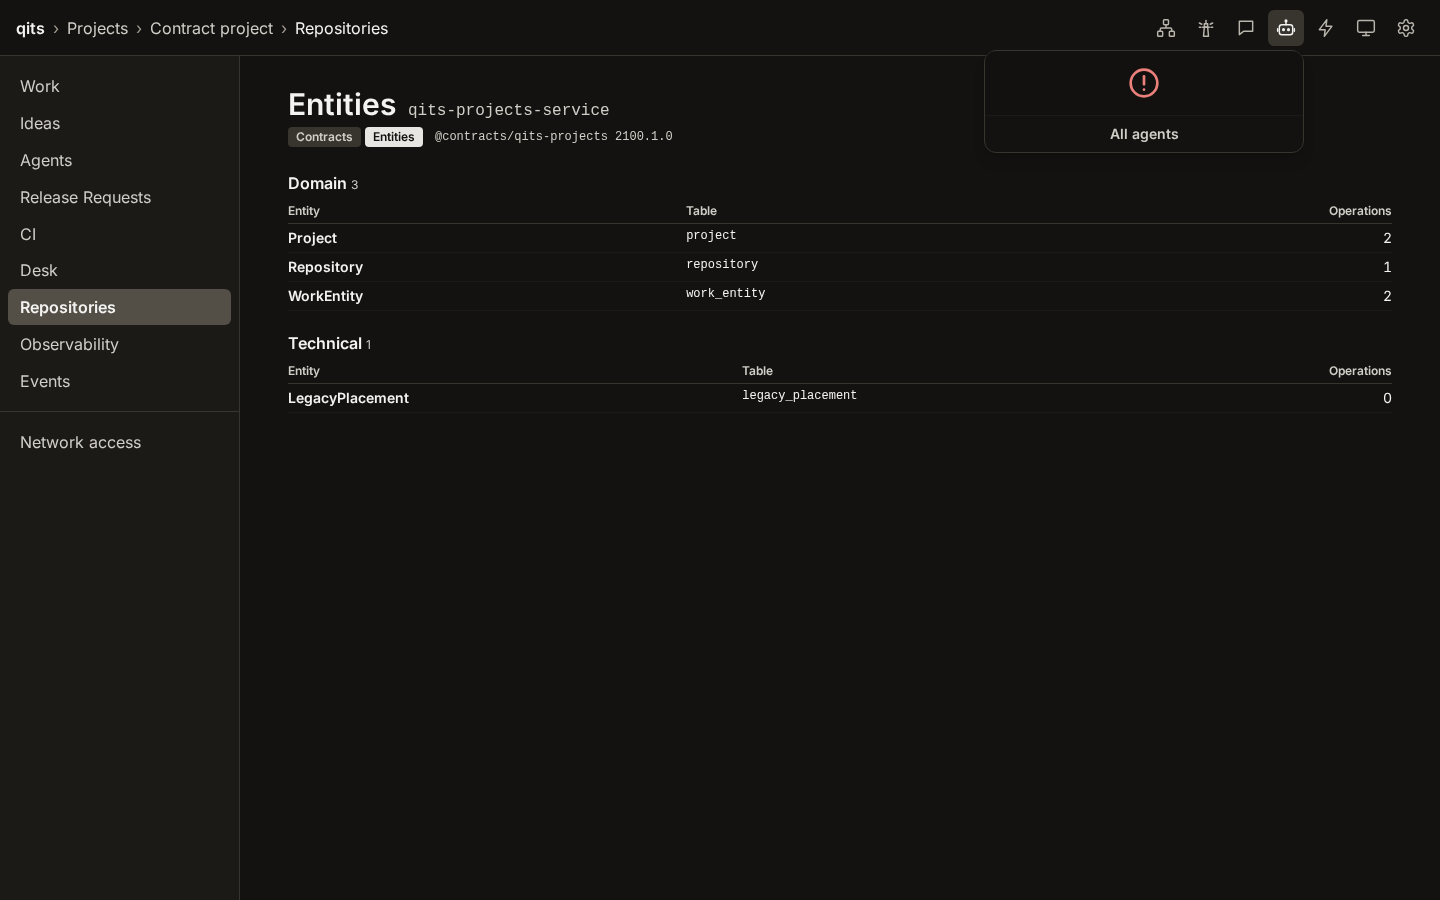 qits › Projects › Contract project › Repositories
Work
Ideas
Agents
Release Requests
CI
Desk
Repositories
Observability
Events
Network access
All agents
Entities qits-projects-service
Contracts Entities @contracts/qits-projects 2100.1.0
Domain 3
Entity Table Operations
Project project 2
Repository repository 1
WorkEntity work_entity 2
Technical 1
Entity Table Operations
LegacyPlacement legacy_placement 0